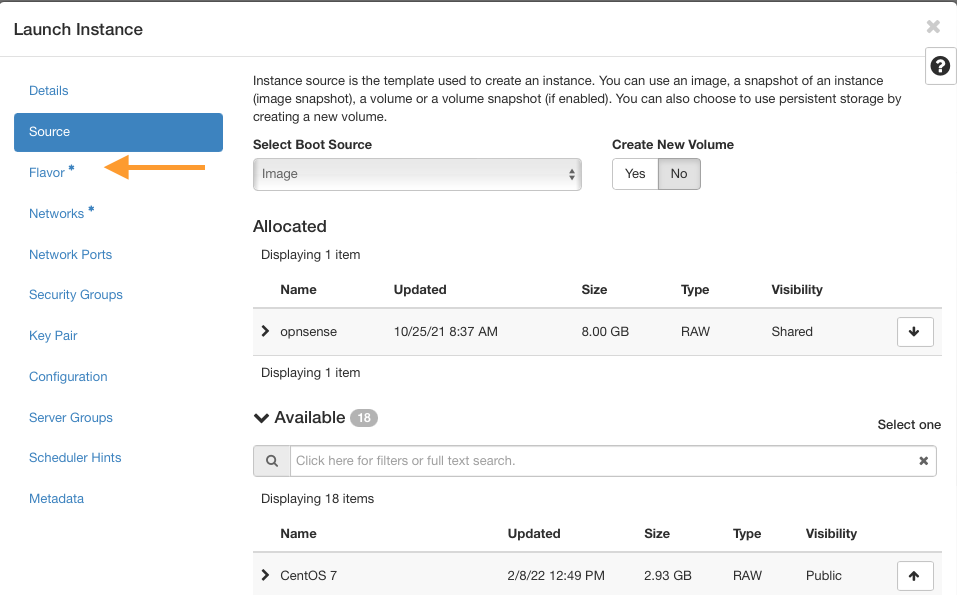 Launch Instance
Details
Source
Flavor *
Networks *
Network Ports
Security Groups
Key Pair
Configuration
Server Groups
Scheduler Hints
Metadata
Instance source is the template used to create an instance. You can use an image, a snapshot of an instance
(image snapshot), a volume or a volume snapshot (if enabled). You can also choose to use persistent storage by
creating a new volume.
Select Boot Source
Image
Create New Volume
Yes No
Allocated
Displaying 1 item
Name Updated Size Type Visibility
opnsense 10/25/21 8:37 AM 8.00 GB RAW Shared
Displaying 1 item
Available 18
Select one
Click here for filters or full text search.
Displaying 18 items
Name Updated Size Type Visibility
CentOS 7 2/8/22 12:49 PM 2.93 GB RAW Public